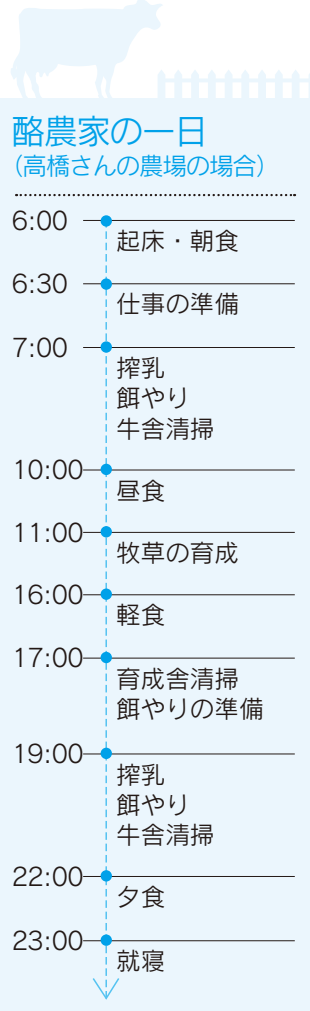 酪農家の一日
(高橋さんの農場の場合)
6:00
起床・朝食
6:30
仕事の準備
7:00
搾乳
餌やり
牛舎清掃
10:00
昼食
11:00
牧草の育成
16:00
軽食
17:00
育成舎清掃
餌やりの準備
19:00
搾乳
餌やり
牛舎清掃
22:00
夕食
23:00
就寝